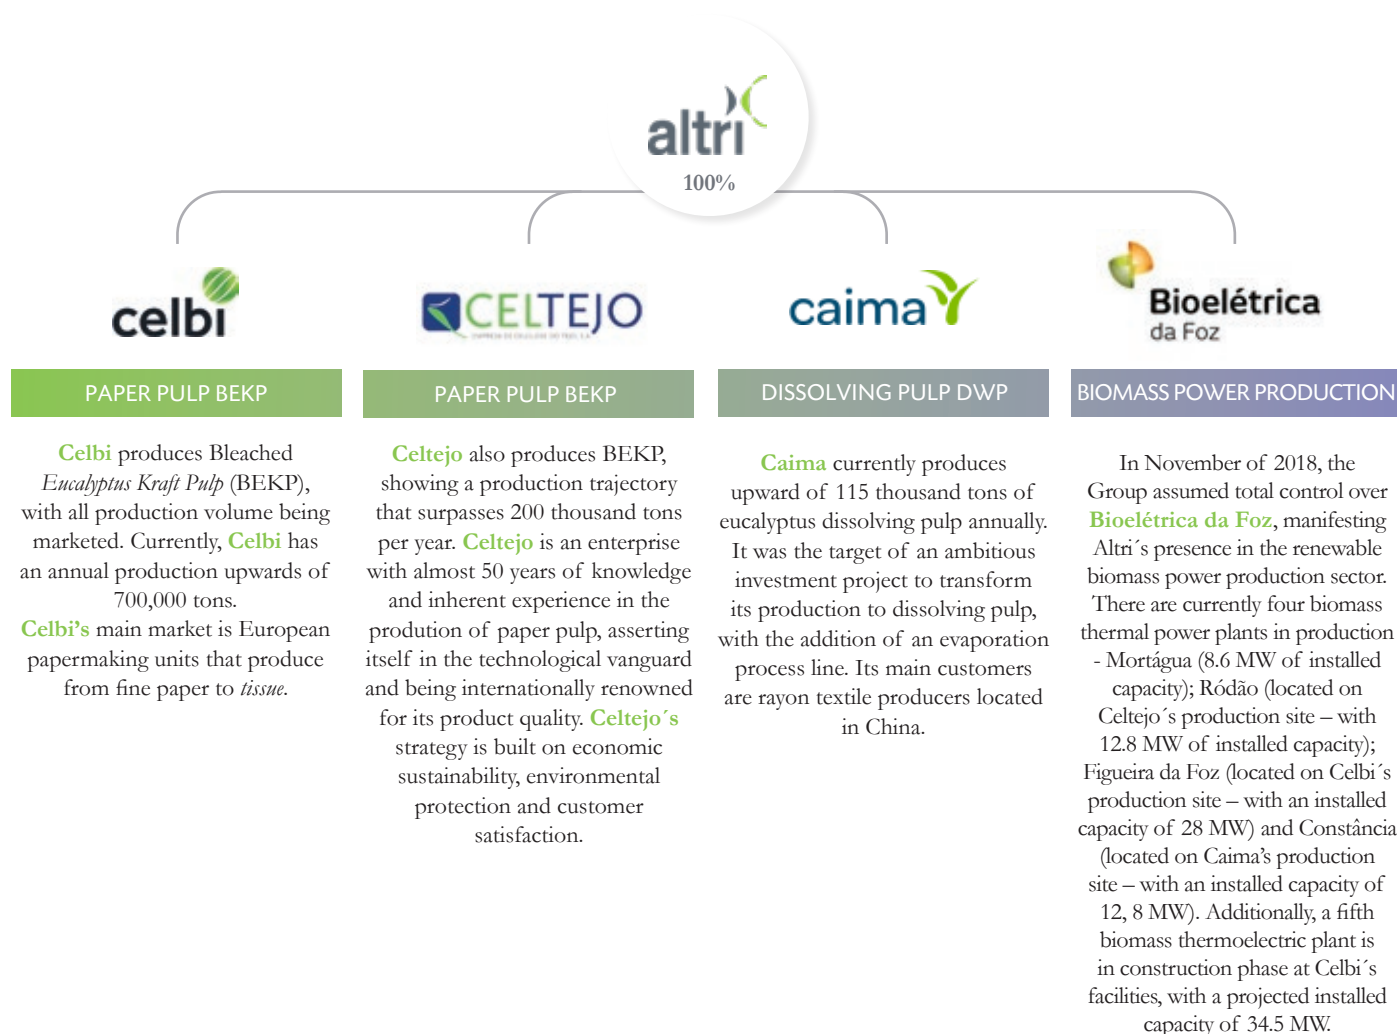 altri
100%
celbi
CELTEJO
caima
Bioelétrica
da Foz
PAPER PULP BEKP
Celbi produces Bleached
Eucalyptus Kraft Pulp (BEKP),
with all production volume being
marketed. Currently, Celbi has
an annual production upwards of
700,000 tons.
Celbi’s main market is European
papermaking units that produce
from fine paper to tissue.
PAPER PULP BEKP
Celtejo also produces BEKP,
showing a production trajectory
that surpasses 200 thousand tons
per year. Celtejo is an enterprise
with almost 50 years of knowledge
and inherent experience in the
prodution of paper pulp, asserting
itself in the technological vanguard
and being internationally renowned
for its product quality. Celtejo´s
strategy is built on economic
sustainability, environmental
protection and customer
satisfaction.
DISSOLVING PULP DWP
Caima currently produces
upward of 115 thousand tons of
eucalyptus dissolving pulp annually.
It was the target of an ambitious
investment project to transform
its production to dissolving pulp,
with the addition of an evaporation
process line. Its main customers
are rayon textile producers located
in China.
BIOMASS POWER PRODUCTION
In November of 2018, the
Group assumed total control over
Bioelétrica da Foz, manifesting
Altri´s presence in the renewable
biomass power production sector.
There are currently four biomass
thermal power plants in production
- Mortágua (8.6 MW of installed
capacity); Ródão (located on
Celtejo´s production site – with
12.8 MW of installed capacity);
Figueira da Foz (located on Celbi´s
production site – with an installed
capacity of 28 MW) and Constância
(located on Caima’s production
site – with an installed capacity of
12, 8 MW). Additionally, a fifth
biomass thermoelectric plant is
in construction phase at Celbi´s
facilities, with a projected installed
capacity of 34.5 MW.